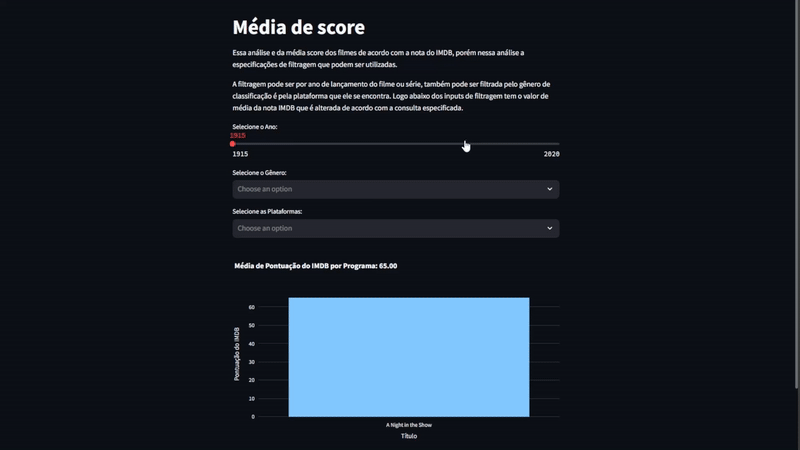 Média de score
Essa análise e da média score dos filmes de acordo com a nota do IMDB, porém nessa análise a
especificações de filtragem que podem ser utilizadas.
A filtragem pode ser por ano de lançamento do filme ou série, também pode ser filtrada pelo gênero de
classificação é pela plataforma que ele se encontra. Logo abaixo dos inputs de filtragem tem o valor de
média da nota IMDB que é alterada de acordo com a consulta especificada.
Selecione o Ano:
1915
1915 2020
Selecione o Gênero:
Choose an option
Selecione as Plataformas:
Choose an option
Média de Pontuação do IMDB por Programa: 65.00
60
50
40
30
20
10
0
Pontuação do IMDB
A Night in the Show
Título